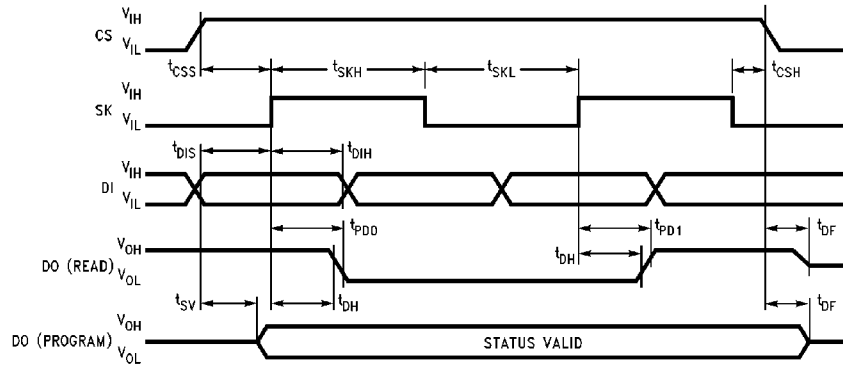 CS V_IH
V_IL
t_CSS t_SKH t_SKL t_CSH
SK V_IH
V_IL
t_DIS t_DIH
DI V_IH
V_IL
t_PD0 t_PD1 t_DF
DO (READ) V_OH
V_OL
t_DH
t_SV t_DH t_DF
DO (PROGRAM) V_OH
V_OL
STATUS VALID